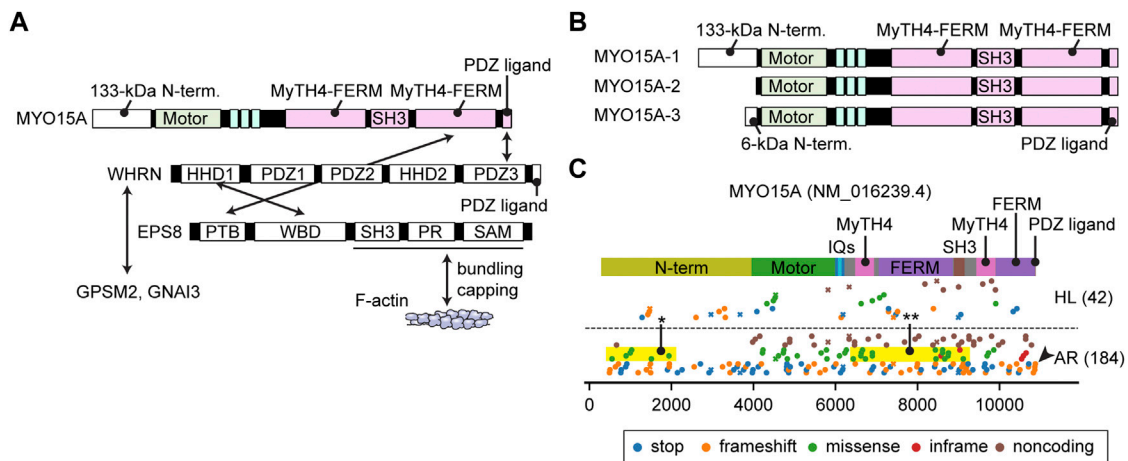 A
133-kDa N-term.
MyTH4-FERM MyTH4-FERM
PDZ ligand
MYO15A Motor SH3
WHRN HHD1 PDZ1 PDZ2 HHD2 PDZ3
PDZ ligand
EPS8 PTB WBD SH3 PR SAM
GPSM2, GNAI3
bundling
capping
F-actin
B
133-kDa N-term. MyTH4-FERM MyTH4-FERM
MYO15A-1 Motor SH3
MYO15A-2 Motor SH3
MYO15A-3 Motor SH3
6-kDa N-term. PDZ ligand
C
MYO15A (NM_016239.4)
FERM
MyTH4 MyTH4 PDZ ligand
IQs SH3
N-term Motor FERM
HL (42)
* **
AR (184)
0 2000 4000 6000 8000 10000
stop frameshift missense inframe noncoding